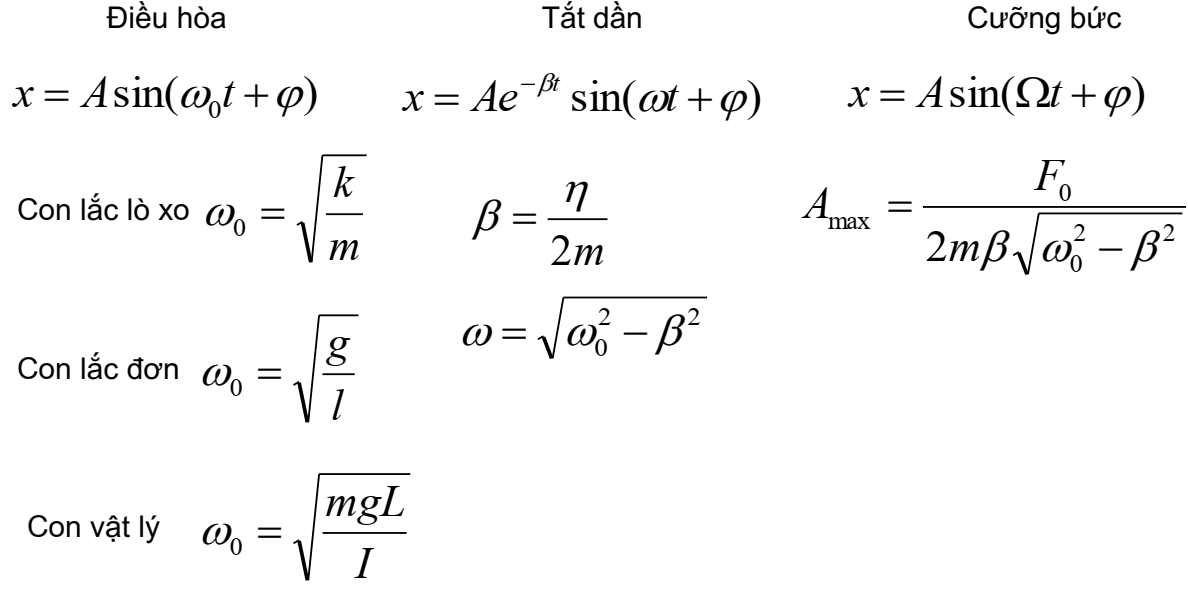 Điều hòa Tắt dần Cưỡng bức
x = A sin(ω₀t + φ) x = Ae^{−βt} sin(ωt + φ) x = A sin(Ωt + φ)
Con lắc lò xo ω₀ = √(k/m) β = η/2m A_max = F₀/(2mβ√(ω₀² − β²))
Con lắc đơn ω₀ = √(g/l) ω = √(ω₀² − β²)
Con vật lý ω₀ = √(mgL/I)